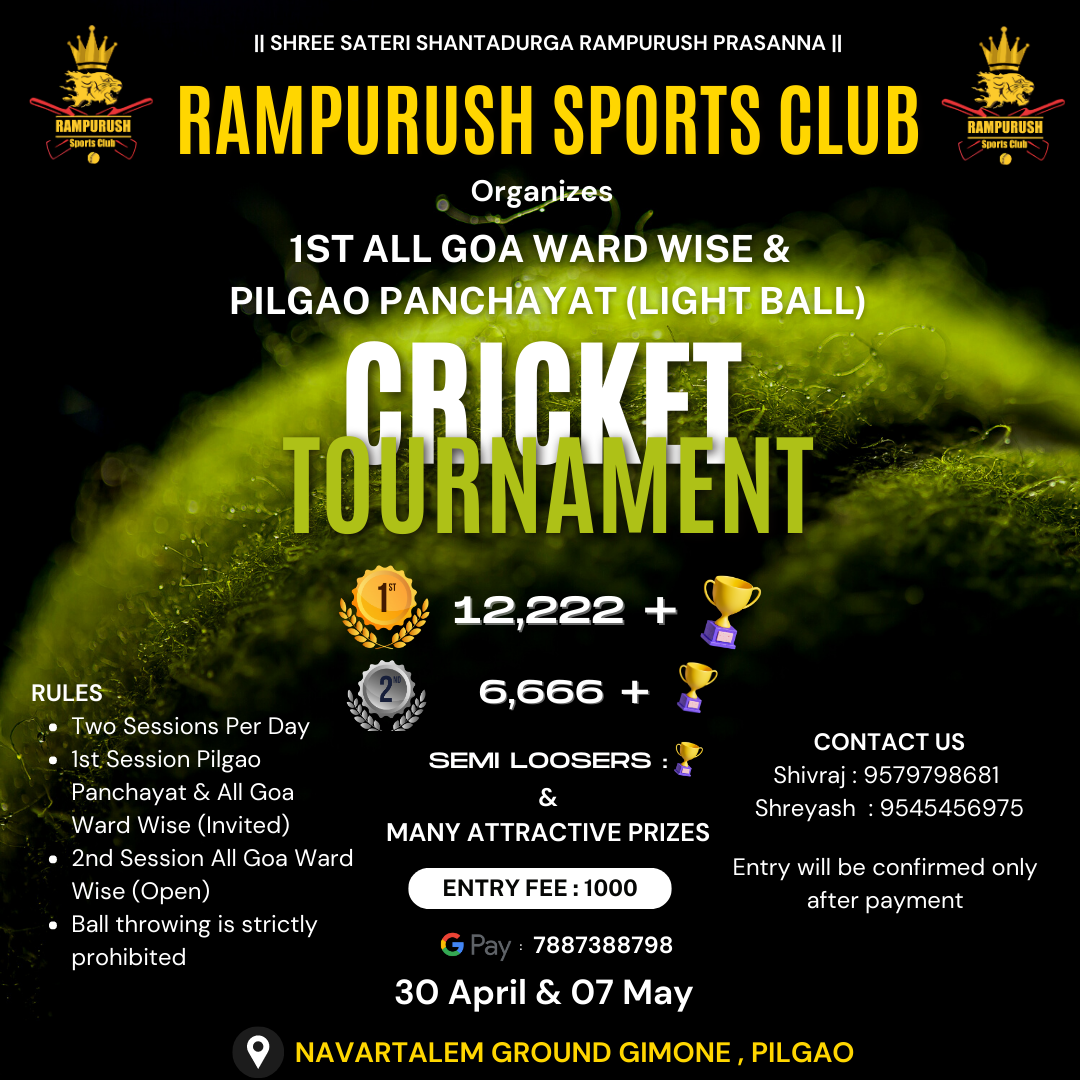 || SHREE SATERI SHANTADURGA RAMPURUSH PRASANNA ||
RAMPURUSH
Sports Club
RAMPURUSH SPORTS CLUB
RAMPURUSH
Sports Club
Organizes
1ST ALL GOA WARD WISE &
PILGAO PANCHAYAT (LIGHT BALL)
CRICKET
TOURNAMENT
1ST 12,222 +
2ND 6,666 +
SEMI LOOSERS :
&
MANY ATTRACTIVE PRIZES
ENTRY FEE : 1000
G Pay : 7887388798
RULES
• Two Sessions Per Day
• 1st Session Pilgao
Panchayat & All Goa
Ward Wise (Invited)
• 2nd Session All Goa Ward
Wise (Open)
• Ball throwing is strictly
prohibited
CONTACT US
Shivraj : 9579798681
Shreyash : 9545456975
Entry will be confirmed only
after payment
30 April & 07 May
NAVARTALEM GROUND GIMONE , PILGAO